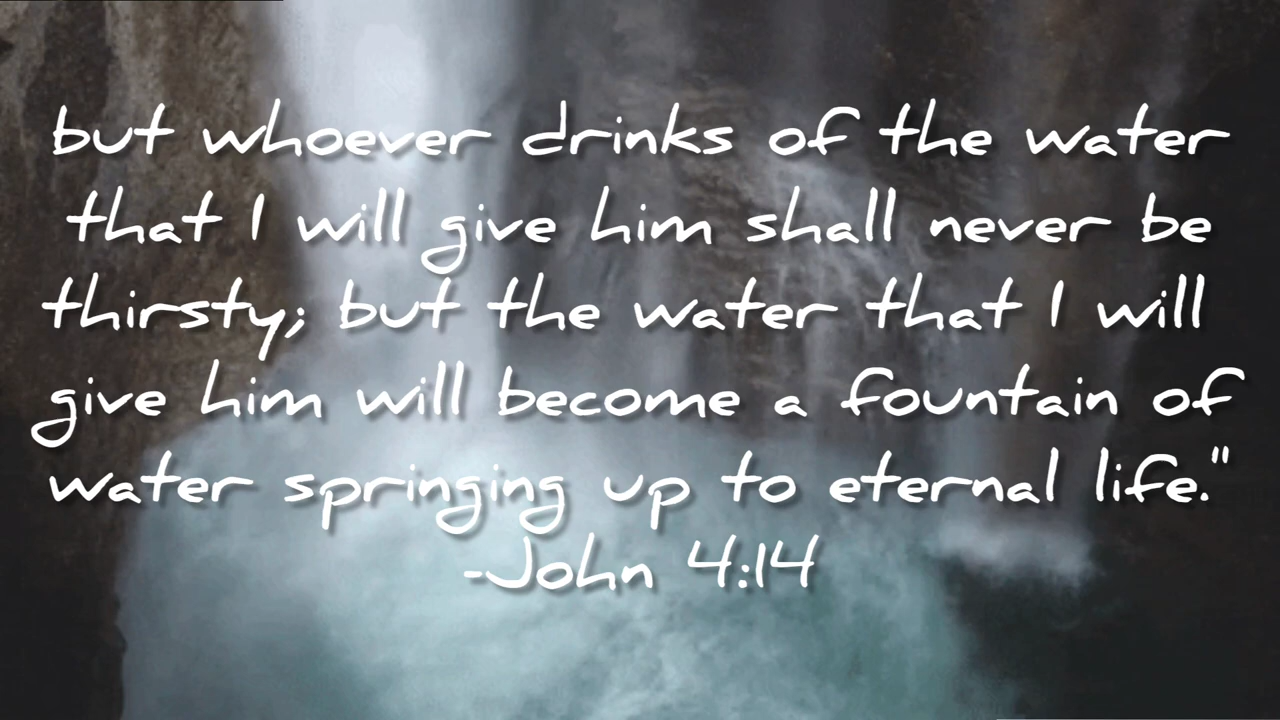 but whoever drinks of the water
that I will give him shall never be
thirsty; but the water that I will
give him will become a fountain of
water springing up to eternal life."
-John 4:14